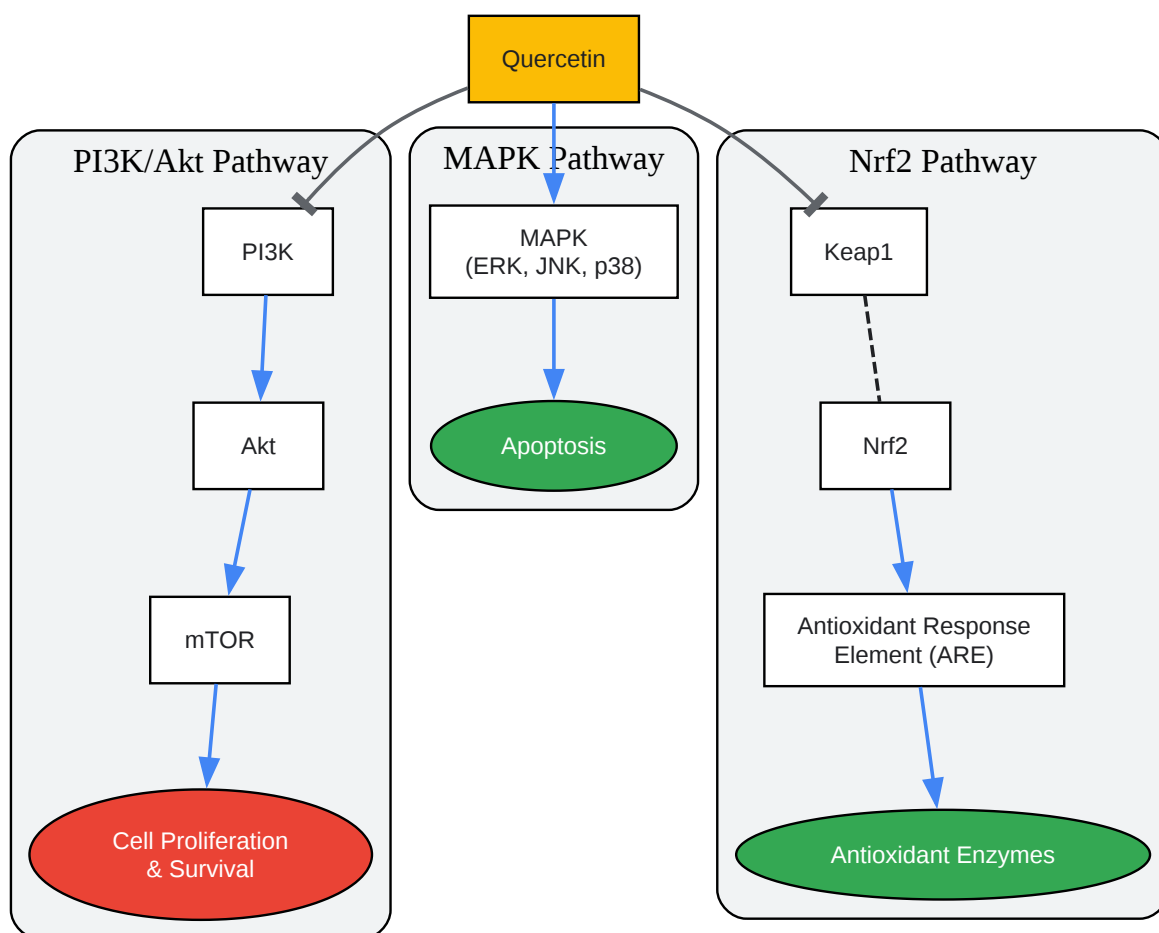 Quercetin
PI3K/Akt Pathway
PI3K
Akt
mTOR
Cell Proliferation
& Survival
MAPK Pathway
MAPK
(ERK, JNK, p38)
Apoptosis
Nrf2 Pathway
Keap1
Nrf2
Antioxidant Response
Element (ARE)
Antioxidant Enzymes